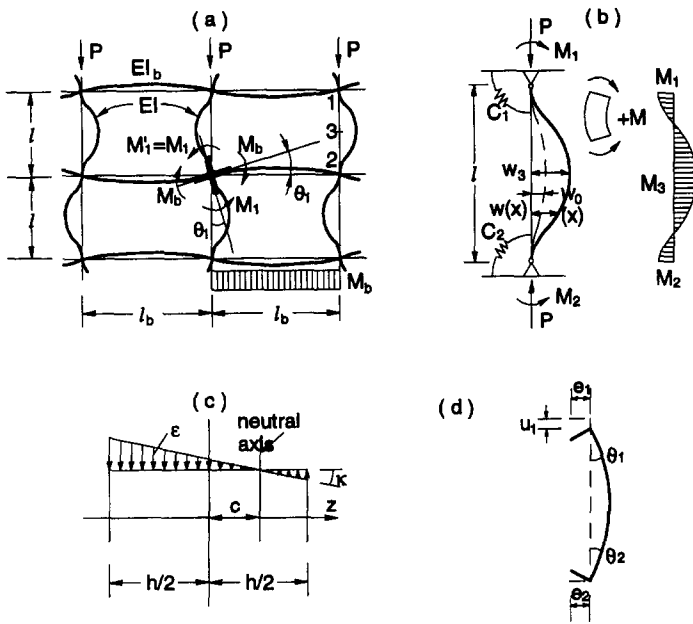 (a)
P
P
P
EI_b
EI
1
3
2
l
l
M'_1=M_1
M_b
M_b
θ_1
M_1
θ_1
M_b
l_b
l_b
(b)
P
M_1
C_1
+M
M_1
l
w_3
w_0
w(x)
(x)
M_3
C_2
M_2
M_2
P
(c)
ε
neutral
axis
κ
c
z
h/2
h/2
(d)
e_1
u_1
θ_1
θ_2
e_2